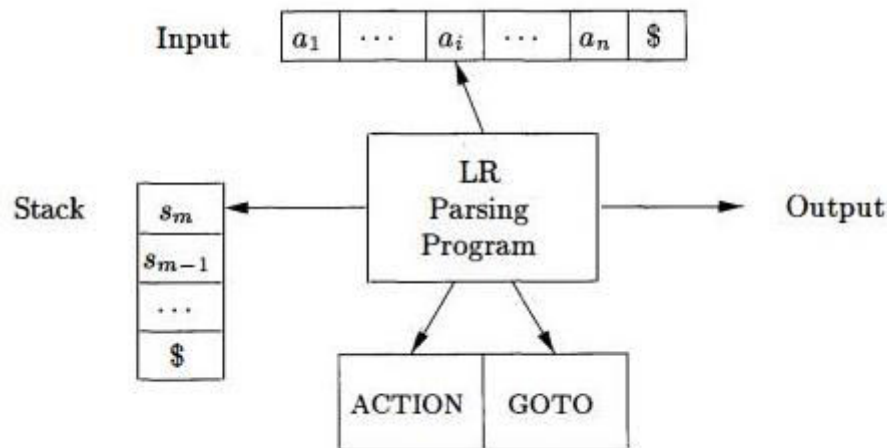 Input a₁ ⋯ aᵢ ⋯ aₙ $
LR
Parsing
Program
Stack
Output
sₘ
sₘ₋₁
⋯
$
ACTION GOTO